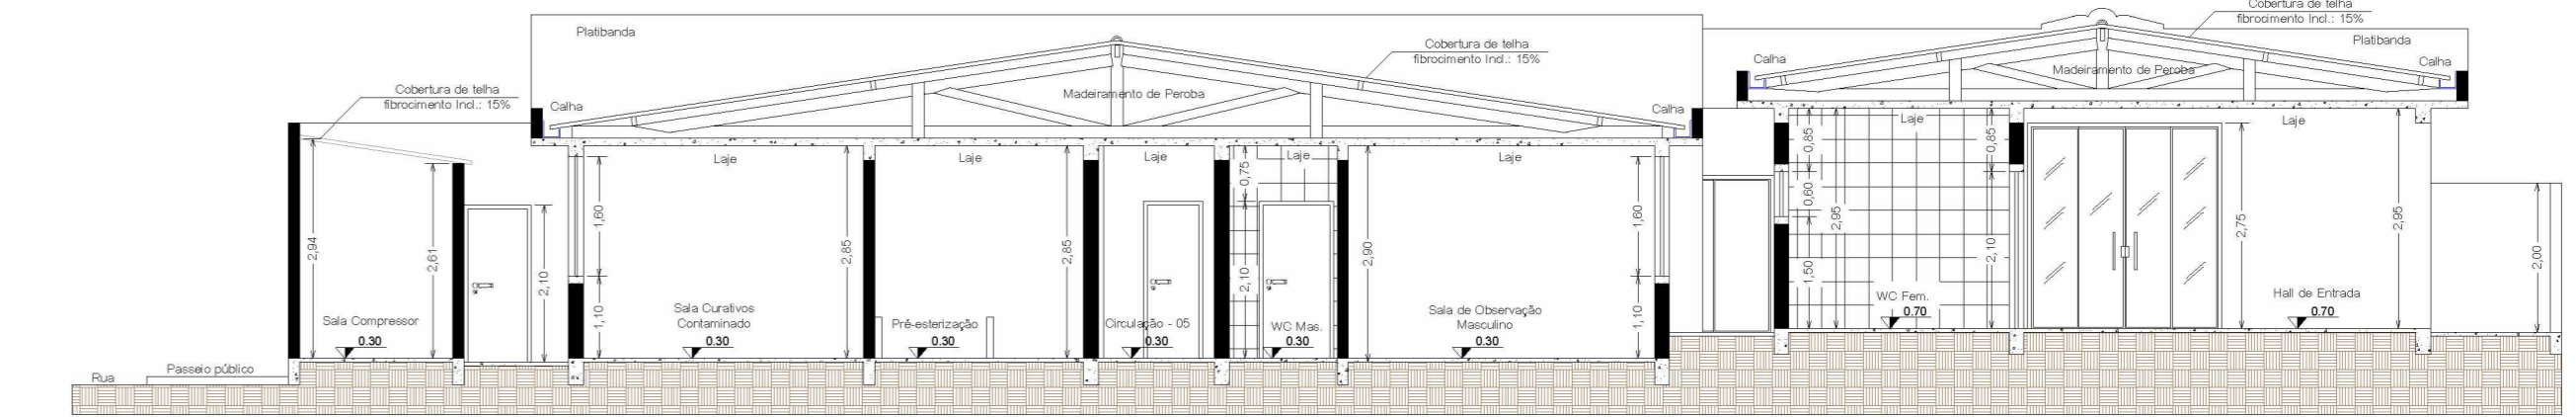 Cobertura de telha
fibrocimento Incl.: 15%
Platibanda
Cobertura de telha
fibrocimento Incl.: 15%
Platibanda
Calha
Calha
Madeiramento de Peroba
Cobertura de telha
fibrocimento Incl.: 15%
Calha
Madeiramento de Peroba
Calha
Laje
Laje
Laje
Laje
Laje
Laje
Laje
2,94
2,61
2,10
1,60
1,10
2,85
2,85
0,75
2,10
2,90
1,60
1,10
0,85
0,60
1,50
2,95
0,85
2,10
2,75
2,95
2,00
Sala Compressor
0.30
Sala Curativos
Contaminado
0.30
Pré-esterização
0.30
Circulação - 05
0.30
WC Mas.
0.30
Sala de Observação
Masculino
0.30
WC Fem.
0.70
Hall de Entrada
0.70
Rua
Passeio público